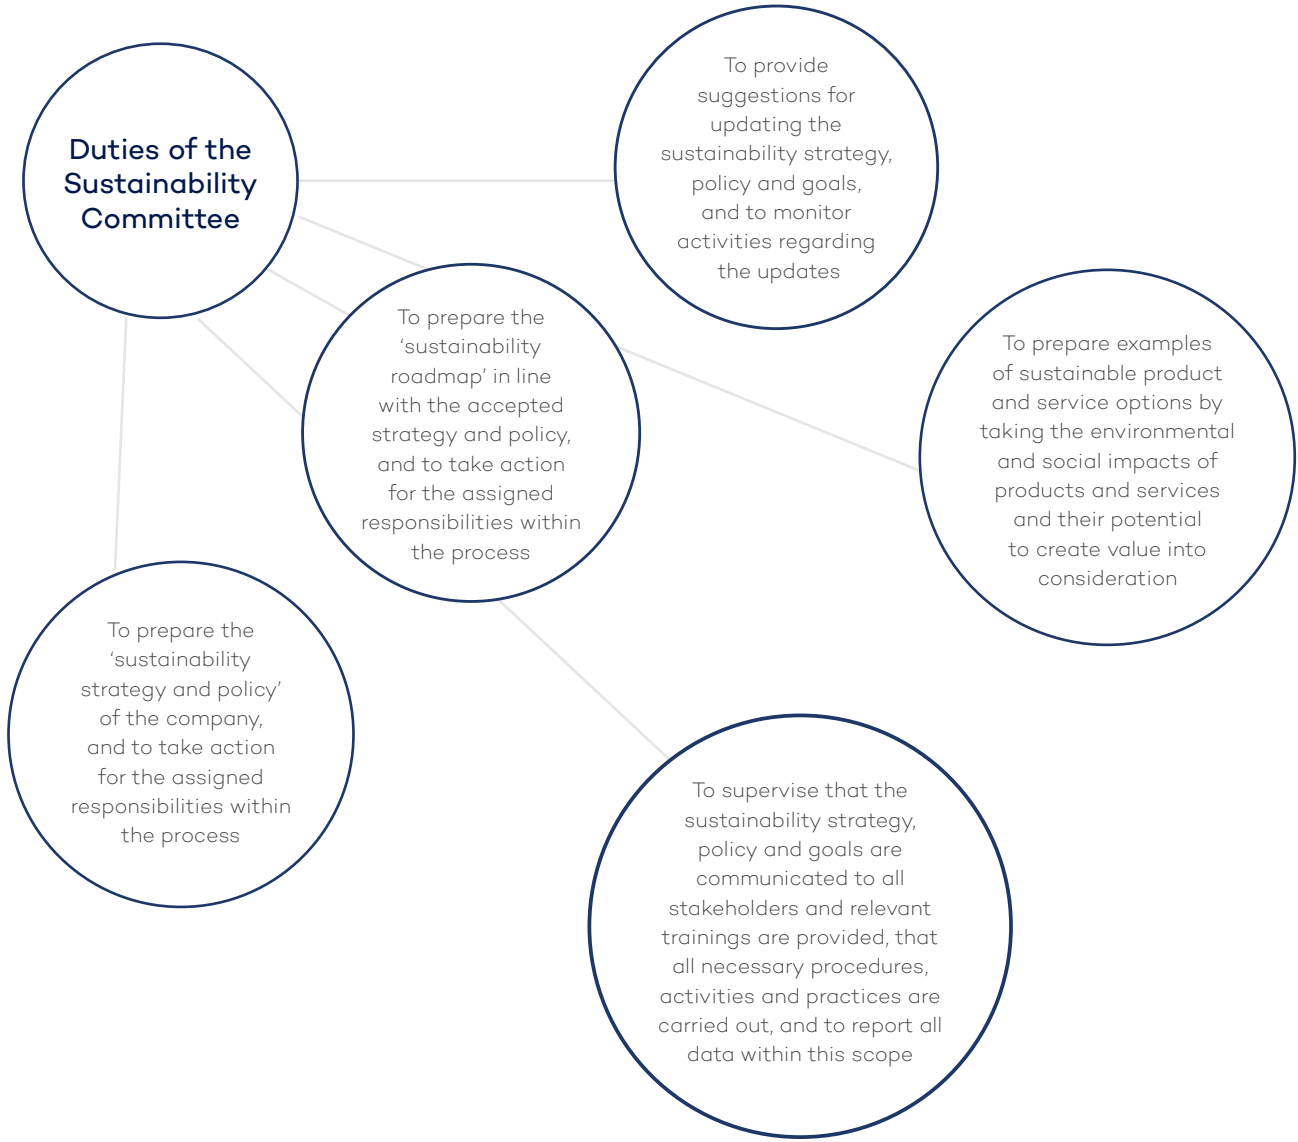 Duties of the
Sustainability
Committee
To provide
suggestions for
updating the
sustainability strategy,
policy and goals,
and to monitor
activities regarding
the updates
To prepare the
‘sustainability
roadmap’ in line
with the accepted
strategy and policy,
and to take action
for the assigned
responsibilities within
the process
To prepare examples
of sustainable product
and service options by
taking the environmental
and social impacts of
products and services
and their potential
to create value into
consideration
To prepare the
‘sustainability
strategy and policy’
of the company,
and to take action
for the assigned
responsibilities within
the process
To supervise that the
sustainability strategy,
policy and goals are
communicated to all
stakeholders and relevant
trainings are provided, that
all necessary procedures,
activities and practices are
carried out, and to report all
data within this scope